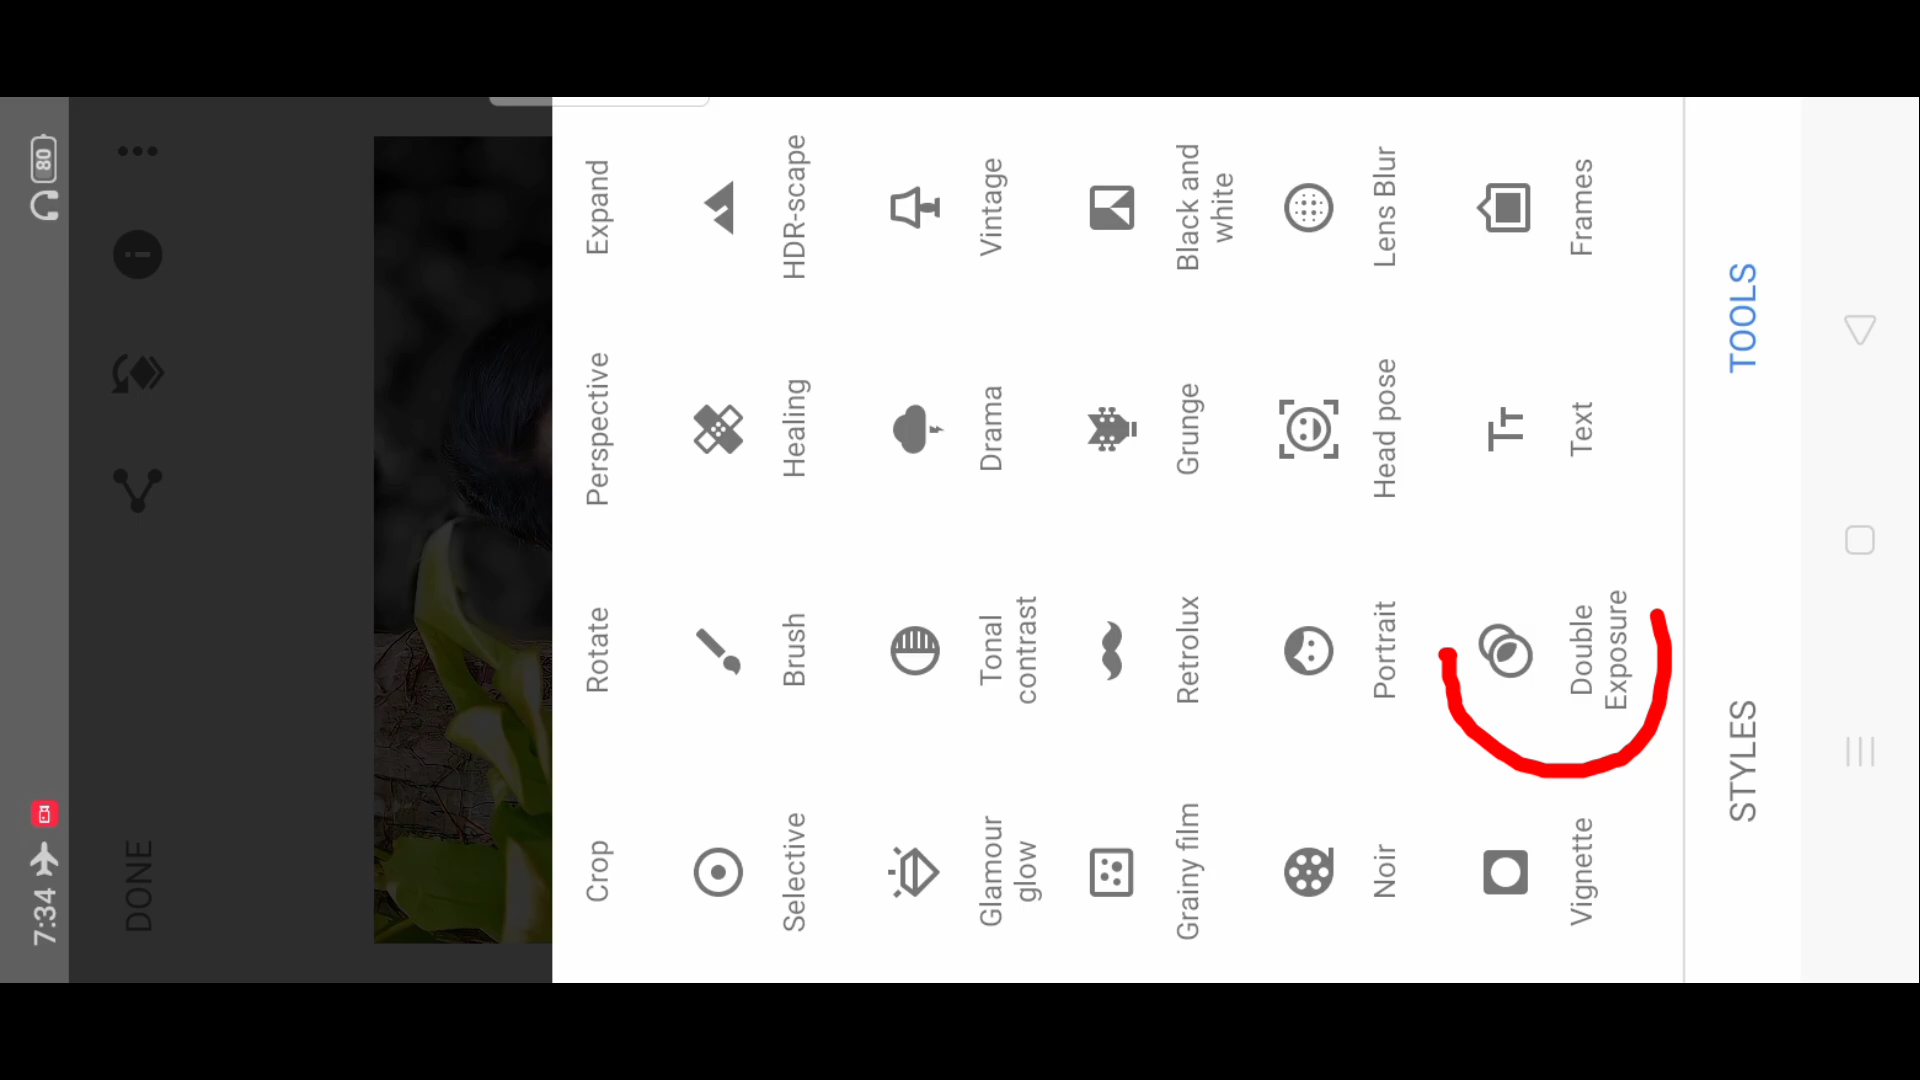 7:34
80
DONE
Crop
Rotate
Perspective
Expand
Selective
Brush
Healing
HDR-scape
Glamour
glow
Tonal
contrast
Drama
Vintage
Grainy film
Retrolux
Grunge
Black and
white
Noir
Portrait
Head pose
Lens Blur
Vignette
Double
Exposure
Text
Frames
STYLES
TOOLS